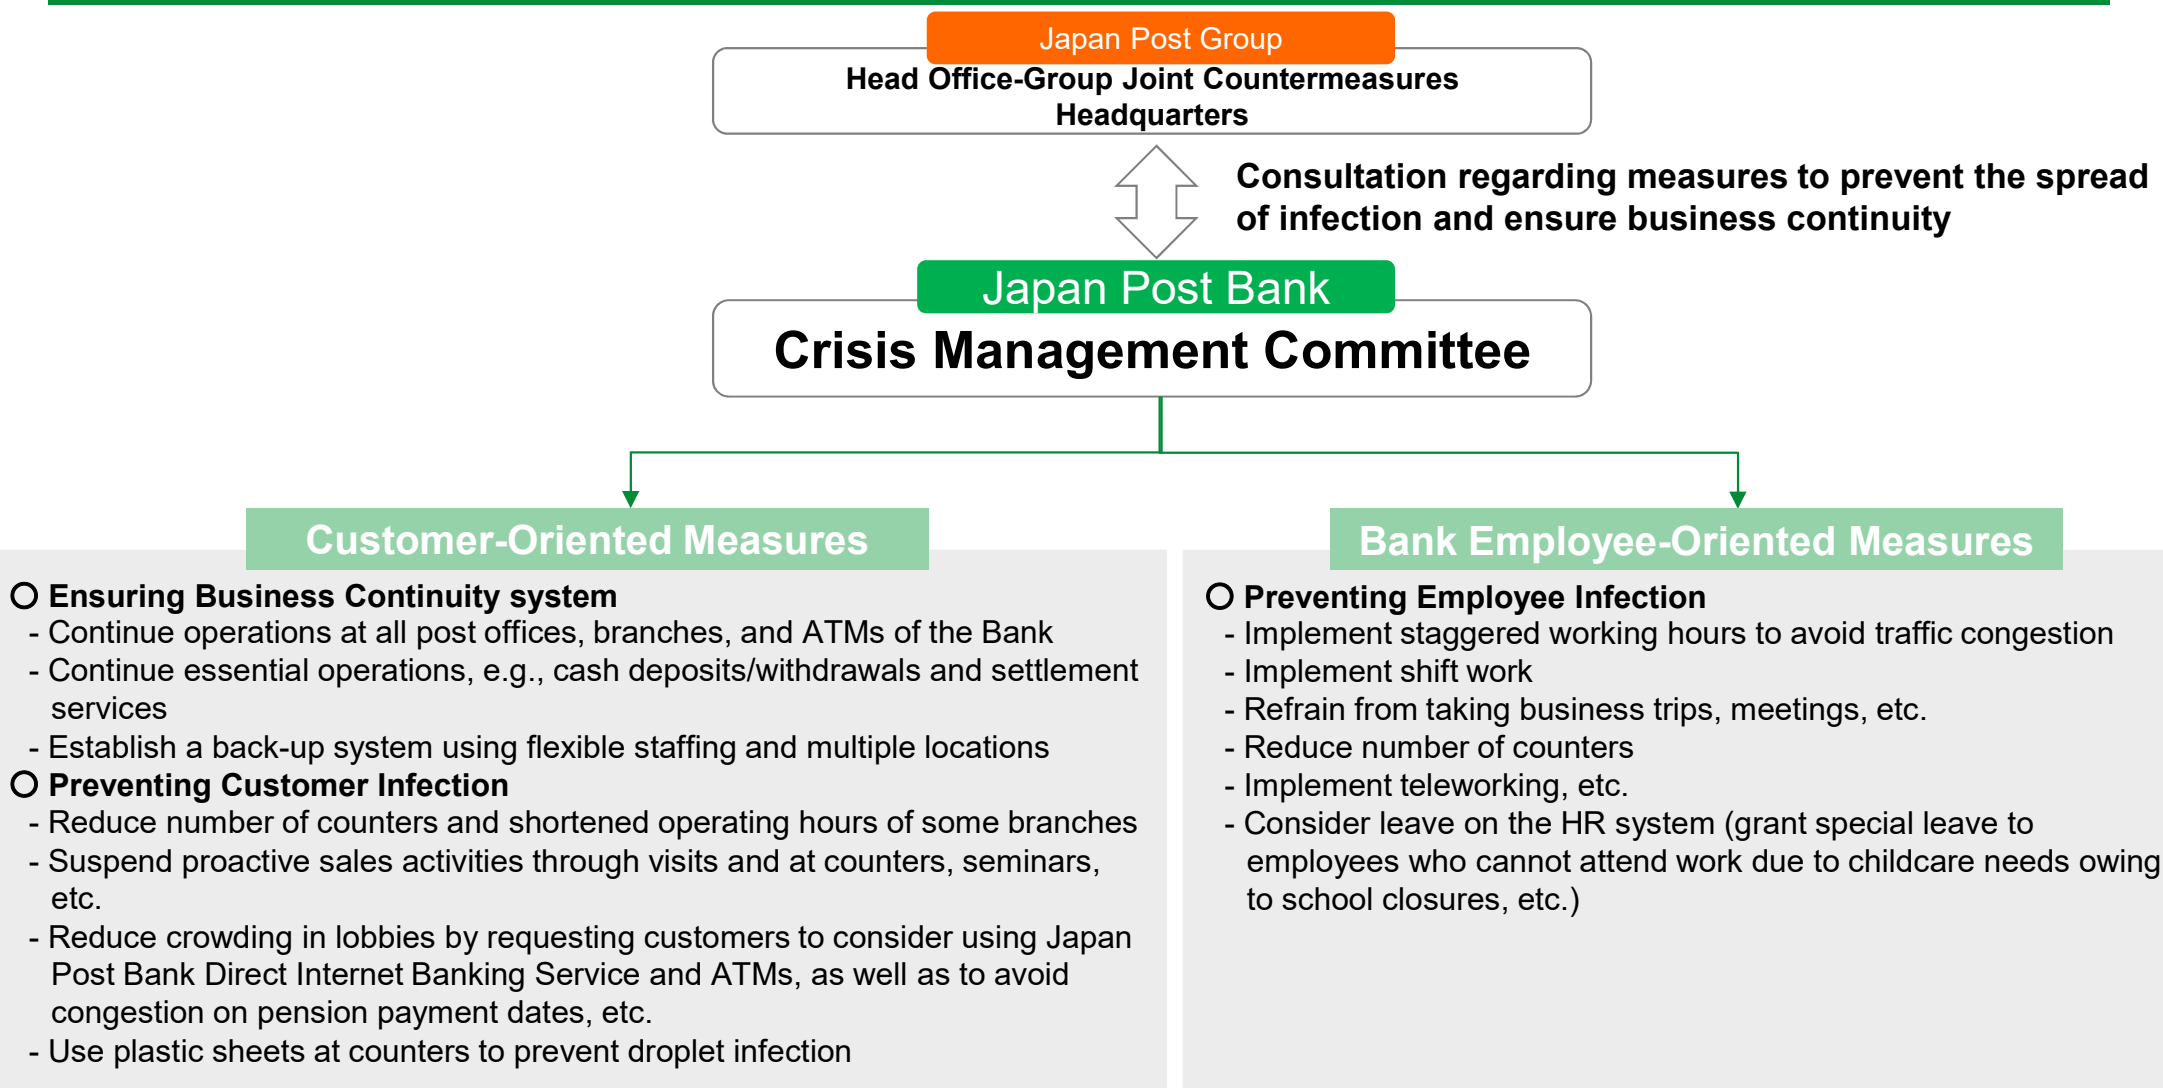 Japan Post Group
Head Office-Group Joint Countermeasures
Headquarters
Consultation regarding measures to prevent the spread
of infection and ensure business continuity
Japan Post Bank
Crisis Management Committee
Customer-Oriented Measures
○ Ensuring Business Continuity system
- Continue operations at all post offices, branches, and ATMs of the Bank
- Continue essential operations, e.g., cash deposits/withdrawals and settlement
services
- Establish a back-up system using flexible staffing and multiple locations
○ Preventing Customer Infection
- Reduce number of counters and shortened operating hours of some branches
- Suspend proactive sales activities through visits and at counters, seminars,
etc.
- Reduce crowding in lobbies by requesting customers to consider using Japan
Post Bank Direct Internet Banking Service and ATMs, as well as to avoid
congestion on pension payment dates, etc.
- Use plastic sheets at counters to prevent droplet infection
Bank Employee-Oriented Measures
○ Preventing Employee Infection
- Implement staggered working hours to avoid traffic congestion
- Implement shift work
- Refrain from taking business trips, meetings, etc.
- Reduce number of counters
- Implement teleworking, etc.
- Consider leave on the HR system (grant special leave to
employees who cannot attend work due to childcare needs owing
to school closures, etc.)